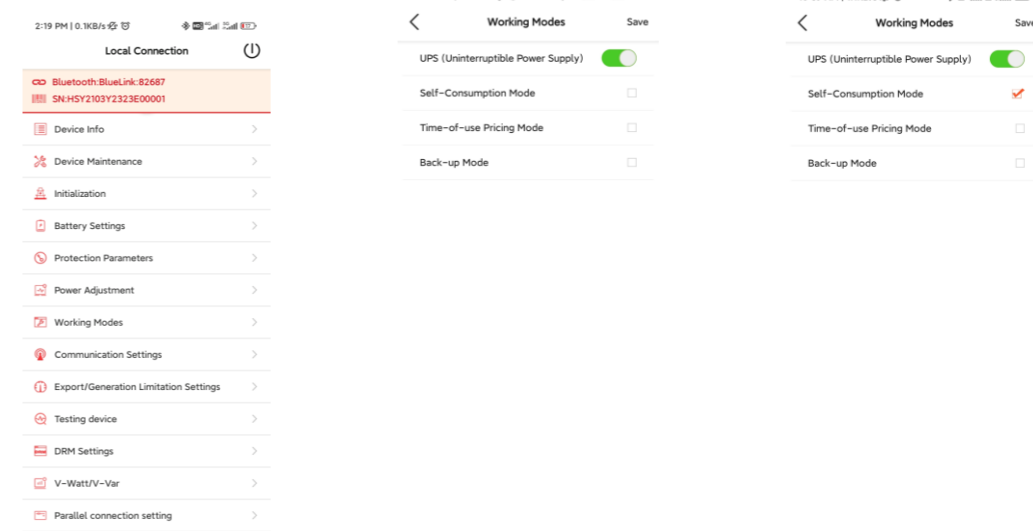 2:19 PM | 0.1KB/s
Local Connection
Bluetooth:BlueLink:82687
SN:HSY2103Y2323E00001
Device Info
Device Maintenance
Initialization
Battery Settings
Protection Parameters
Power Adjustment
Working Modes
Communication Settings
Export/Generation Limitation Settings
Testing device
DRM Settings
V-Watt/V-Var
Parallel connection setting
Working Modes
Save
UPS (Uninterruptible Power Supply)
Self-Consumption Mode
Time-of-use Pricing Mode
Back-up Mode
Working Modes
Save
UPS (Uninterruptible Power Supply)
Self-Consumption Mode
Time-of-use Pricing Mode
Back-up Mode